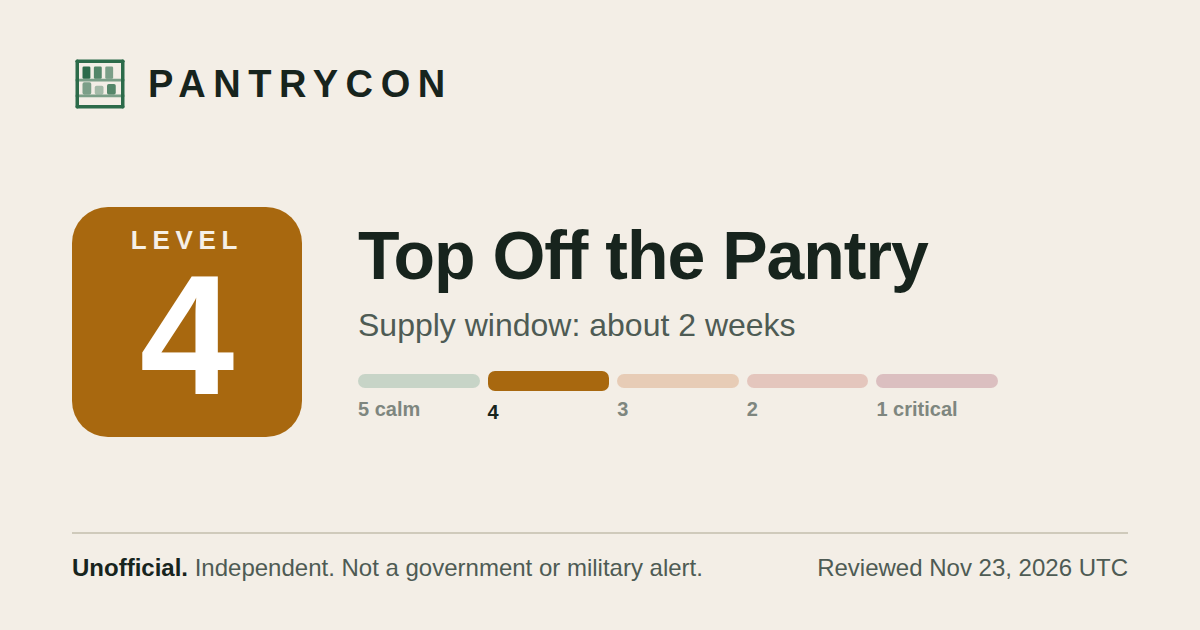 PANTRYCON
LEVEL
4
Top Off the Pantry
Supply window: about 2 weeks
5 calm
4
3
2
1 critical
Unofficial. Independent. Not a government or military alert.
Reviewed Nov 23, 2026 UTC